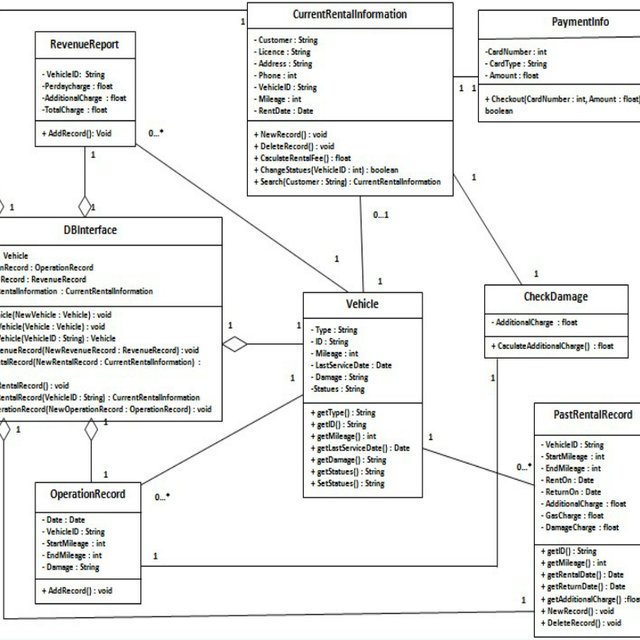 CurrentRentalInformation
- Customer : String
- Licence : String
- Address : String
- Phone : int
- VehicleID : String
- Mileage : int
- RentDate : Date
+ NewRecord() : void
+ DeleteRecord() : void
+ CaculateRentalFee() : float
+ ChangeStatues(VehicleID : int) : boolean
+ Search(Customer : String) : CurrentRentalInformation
PaymentInfo
-CardNumber : int
- CardType : String
- Amount : float
+ Checkout(CardNumber : int, Amount : float)
boolean
RevenueReport
- VehicleID: String
-Perdaycharge : float
-AdditionalCharge : float
-TotalCharge : float
+ AddRecord(): Void
1
1
1
0...*
1
1
1
1
1
0...1
1
1
DBInterface
Vehicle
Record : OperationRecord
Record : RevenueRecord
: CurrentRentalInformation
(NewVehicle : Vehicle) : void
Vehicle(Vehicle : Vehicle) : void
(VehicleID : String) : Vehicle
(NewRevenueRecord : RevenueRecord) : void
(NewRentalRecord : CurrentRentalInformation) :
RentalRecord() : void
RentalRecord(VehicleID : String) : CurrentRentalInformation
(NewOperationRecord : OperationRecord) : void
1
1
Vehicle
- Type : String
- ID : String
- Mileage : int
- LastServiceDate : Date
- Damage : String
-Statues : String
+ getType() : String
+ getID() : String
+ getMileage() : int
+ getLastServiceDate() : Date
+ getDamage() : String
+ getStatues() : String
+ SetStatues() : String
CheckDamage
- AdditionalCharge : float
+ CaculateAdditionalCharge() : float
1
1
1
1
1
1
0...*
0...*
1
1
OperationRecord
- Date : Date
- VehicleID : String
- StartMileage : int
- EndMileage : int
- Damage : String
+ AddRecord() : void
PastRentalRecord
- VehicleID : String
- StartMileage : int
- EndMileage : int
- RentOn : Date
- ReturnOn : Date
- AdditionalCharge : float
- GasCharge : float
- DamageCharge : float
+ getID() : String
+ getMileage() : int
+ getRentalDate() : Date
+ getReturnDate() : Date
+ getAdditionalCharge() :
+ NewRecord() : void
+ DeleteRecord() : void